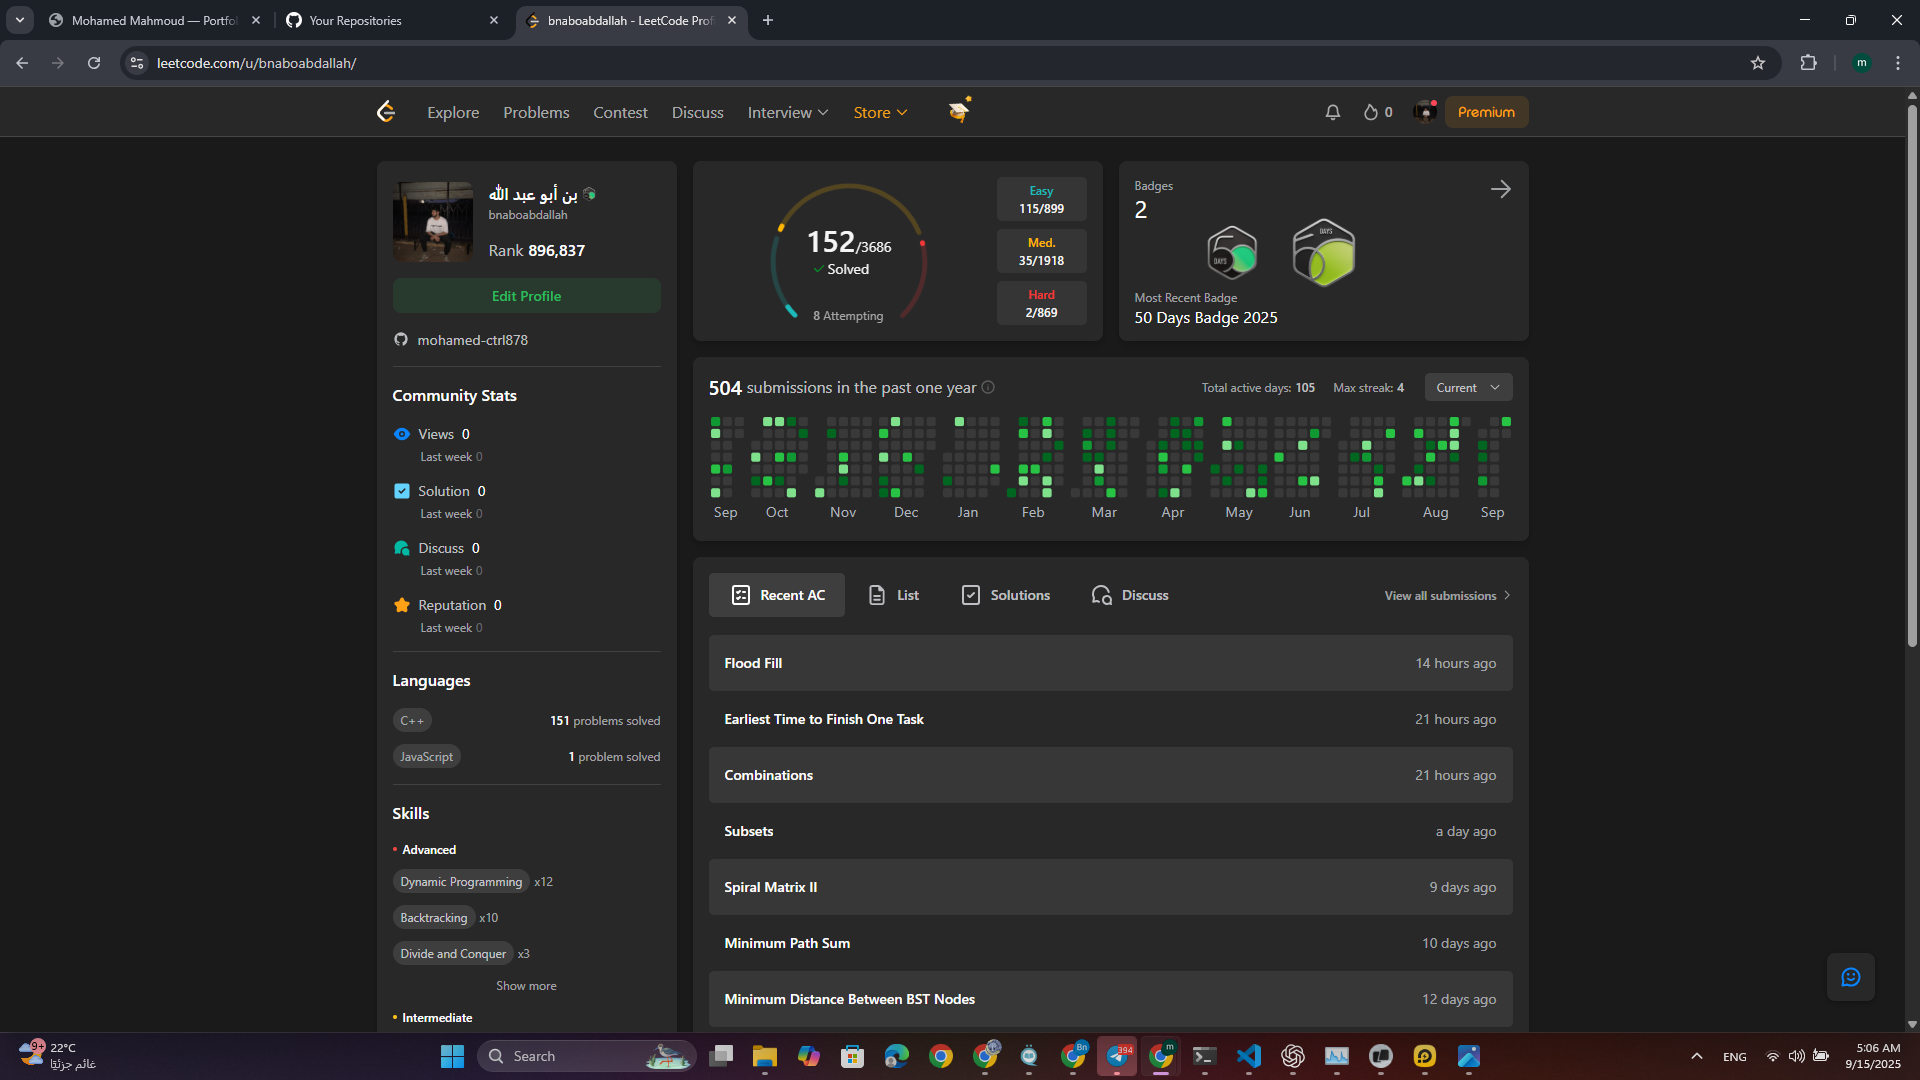 Mohamed Mahmoud — Portfo
Your Repositories
bnaboabdallah - LeetCode Prof
leetcode.com/u/bnaboabdallah/
m
Explore
Problems
Contest
Discuss
Interview
Store
0
Premium
بن أبو عبد الله
bnaboabdallah
Rank 896,837
Edit Profile
mohamed-ctrl878
Community Stats
Views 0
Last week 0
Solution 0
Last week 0
Discuss 0
Last week 0
Reputation 0
Last week 0
Languages
C++
151 problems solved
JavaScript
1 problem solved
Skills
Advanced
Dynamic Programming x12
Backtracking x10
Divide and Conquer x3
Show more
Intermediate
152/3686
Solved
8 Attempting
Easy
115/899
Med.
35/1918
Hard
2/869
Badges
2
50
DAYS
DAYS
Most Recent Badge
50 Days Badge 2025
504 submissions in the past one year
Total active days: 105
Max streak: 4
Current
Sep Oct Nov Dec Jan Feb Mar Apr May Jun Jul Aug Sep
Recent AC
List
Solutions
Discuss
View all submissions
Flood Fill
14 hours ago
Earliest Time to Finish One Task
21 hours ago
Combinations
21 hours ago
Subsets
a day ago
Spiral Matrix II
9 days ago
Minimum Path Sum
10 days ago
Minimum Distance Between BST Nodes
12 days ago
9+
22°C
غائم جزئيًا
Search
Bn
394
m
ENG
5:06 AM
9/15/2025